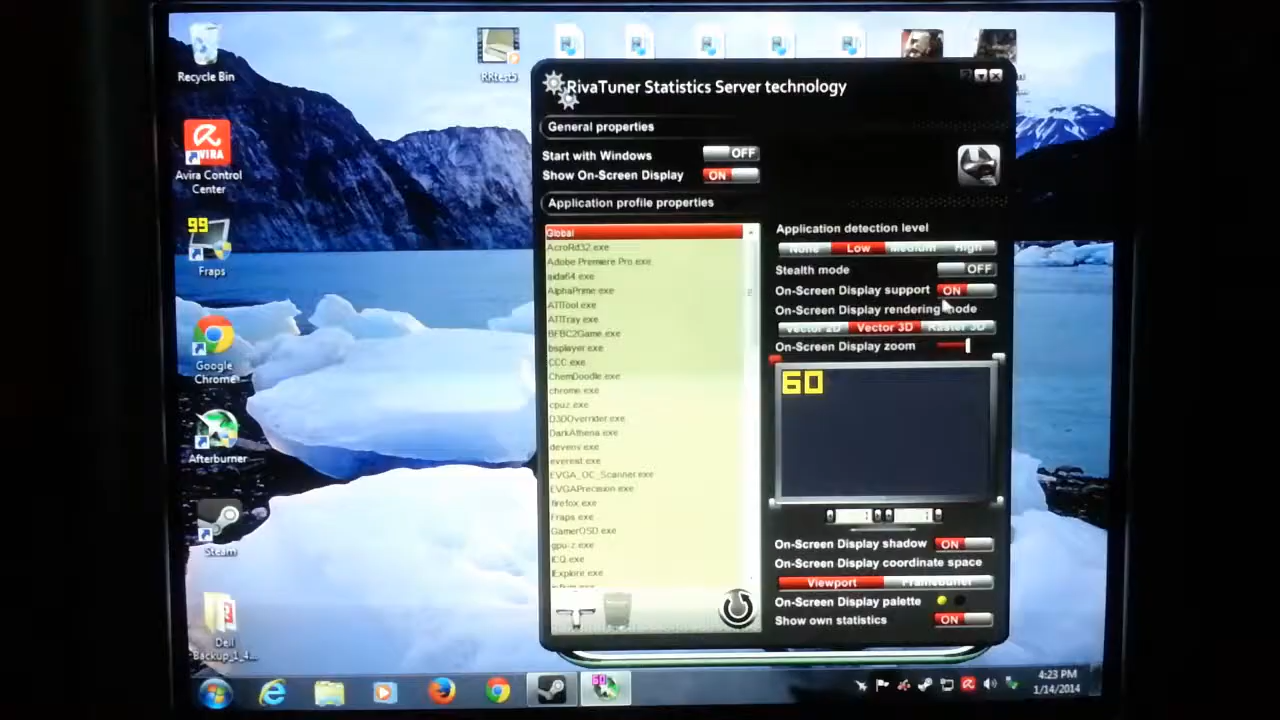 Recycle Bin
RRtest5
AVIRA
Avira Control
Center
99
Fraps
Google
Chrome
Afterburner
Steam
Dell
Backup_1_4...
RivaTuner Statistics Server technology
General properties
Start with Windows OFF
Show On-Screen Display ON
Application profile properties
Global
AcroRd32.exe
Adobe Premiere Pro.exe
aida64.exe
AlphaPrime.exe
ATITool.exe
ATITray.exe
BFBC2Game.exe
bsplayer.exe
CCC.exe
ChemDoodle.exe
chrome.exe
cpuz.exe
D3DOverrider.exe
DarkAthena.exe
devenv.exe
everest.exe
EVGA_OC_Scanner.exe
EVGAPrecision.exe
firefox.exe
Fraps.exe
GamerOSD.exe
gpu-z.exe
ICQ.exe
IExplore.exe
Application detection level
None Low Medium High
Stealth mode OFF
On-Screen Display support ON
On-Screen Display rendering mode
Vector 2D Vector 3D Raster 3D
On-Screen Display zoom
60
1 1
On-Screen Display shadow ON
On-Screen Display coordinate space
Viewport Framebuffer
On-Screen Display palette
Show own statistics ON
60
4:23 PM
1/14/2014